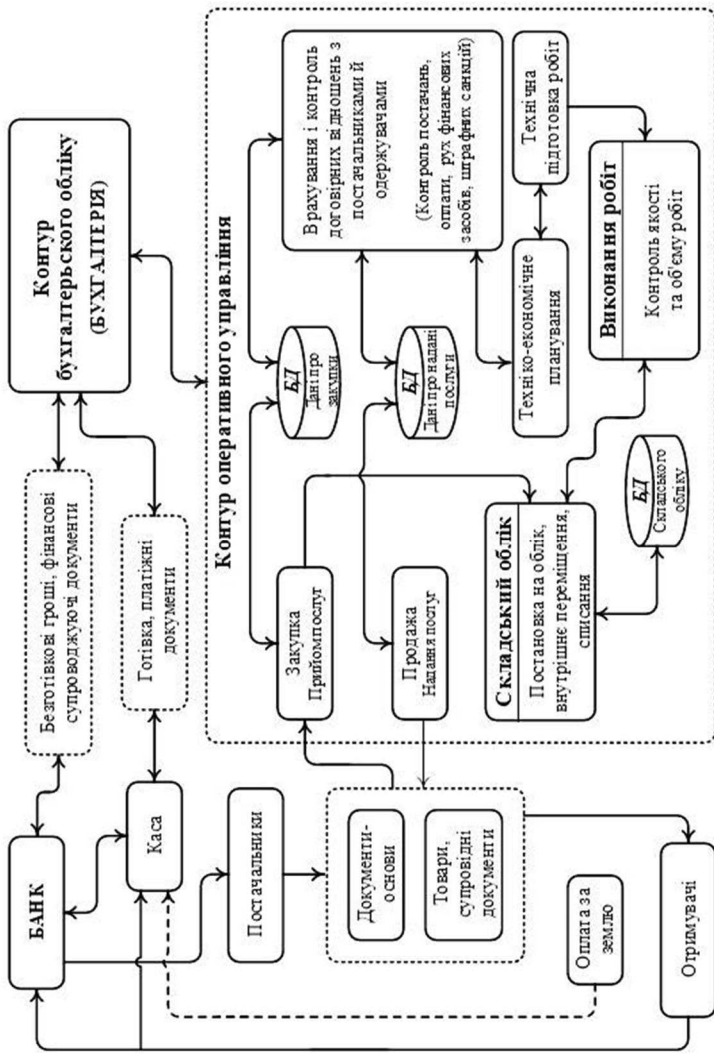 БАНК
Безготівкові гроші, фінансові
супроводжуючі документи
Контур
бухгалтерського обліку
(БУХГАЛТЕРІЯ)
Каса
Готівка, платіжні
документи
Постачальники
Документи-
основи
Товари,
супровідні
документи
Оплата за
землю
Отримувачі
Контур оперативного управління
Закупка
Прийом послуг
БД
Дані про
закупки
Врахування і контроль
договірних відношень з
постачальниками й
одержувачами
(Контроль постачань,
оплати, рух фінансових
засобів, штрафних санкцій)
Продажа
Надання послуг
БД
Дані про надані
послуги
Техніко-економічне
планування
Технічна
підготовка робіт
Складський облік
Постановка на облік,
внутрішнє переміщення,
списання
Виконання робіт
Контроль якості
та об'єму робіт
БД
Складського
обліку